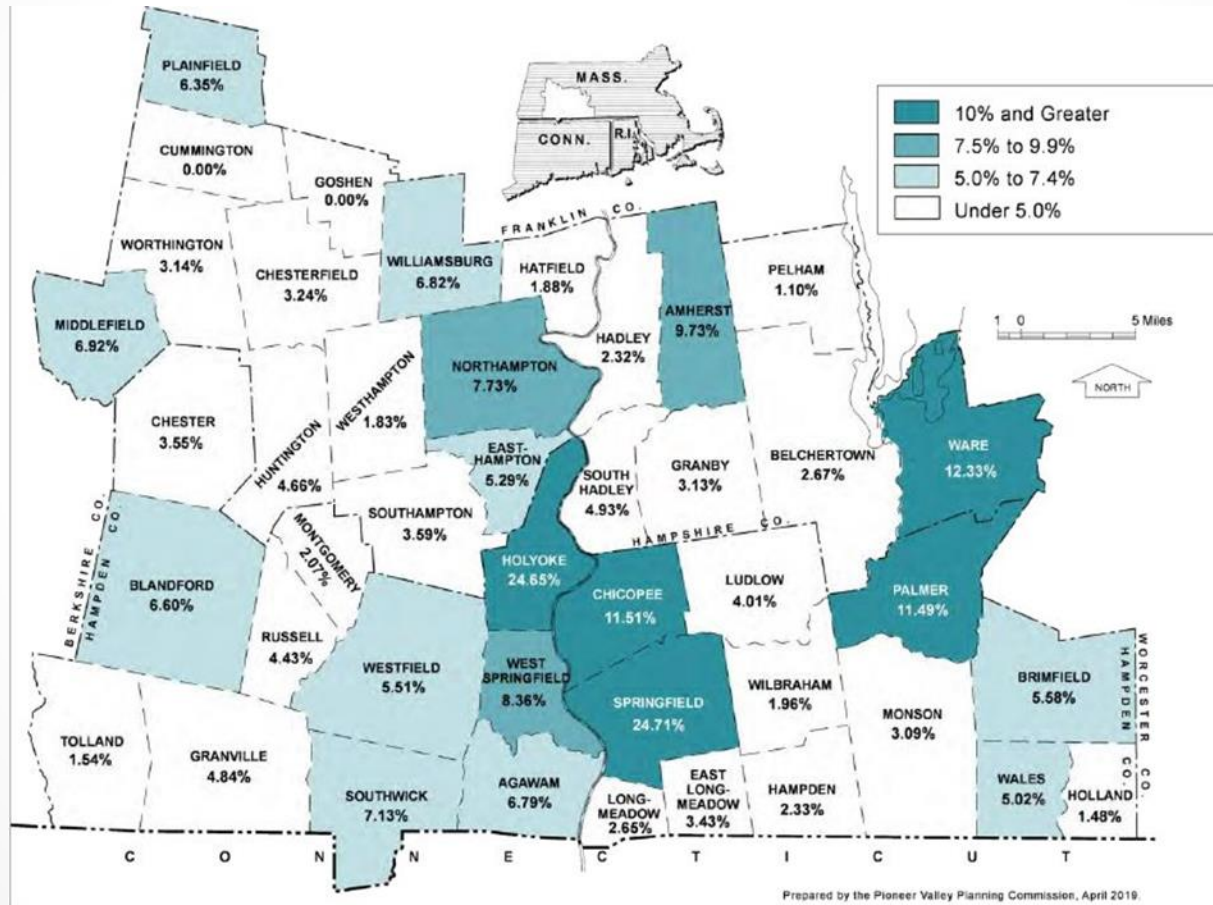 PLAINFIELD
6.35%
CUMMINGTON
0.00%
GOSHEN
0.00%
MASS.
CONN.
R.I.
10% and Greater
7.5% to 9.9%
5.0% to 7.4%
Under 5.0%
WORTHINGTON
3.14%
CHESTERFIELD
3.24%
WILLIAMSBURG
6.82%
FRANKLIN CO.
HATFIELD
1.88%
HADLEY
2.32%
AMHERST
9.73%
PELHAM
1.10%
1 0 5 Miles
NORTH
MIDDLEFIELD
6.92%
CHESTER
3.55%
HUNTINGTON
4.66%
WESTHAMPTON
1.83%
NORTHAMPTON
7.73%
EAST-
HAMPTON
5.29%
SOUTH
HADLEY
4.93%
GRANBY
3.13%
BELCHERTOWN
2.67%
WARE
12.33%
BERKSHIRE CO.
HAMPDEN CO.
BLANDFORD
6.60%
MONTGOMERY
2.07%
SOUTHAMPTON
3.59%
HAMPSHIRE CO.
HOLYOKE
24.65%
CHICOPEE
11.51%
LUDLOW
4.01%
PALMER
11.49%
RUSSELL
4.43%
WESTFIELD
5.51%
WEST
SPRINGFIELD
8.36%
SPRINGFIELD
24.71%
WILBRAHAM
1.96%
MONSON
3.09%
BRIMFIELD
5.58%
WORCESTER CO.
HAMPDEN CO.
TOLLAND
1.54%
GRANVILLE
4.84%
SOUTHWICK
7.13%
AGAWAM
6.79%
LONG-
MEADOW
2.65%
EAST
LONG-
MEADOW
3.43%
HAMPDEN
2.33%
WALES
5.02%
HOLLAND
1.48%
CONNECTICUT
Prepared by the Pioneer Valley Planning Commission, April 2019.